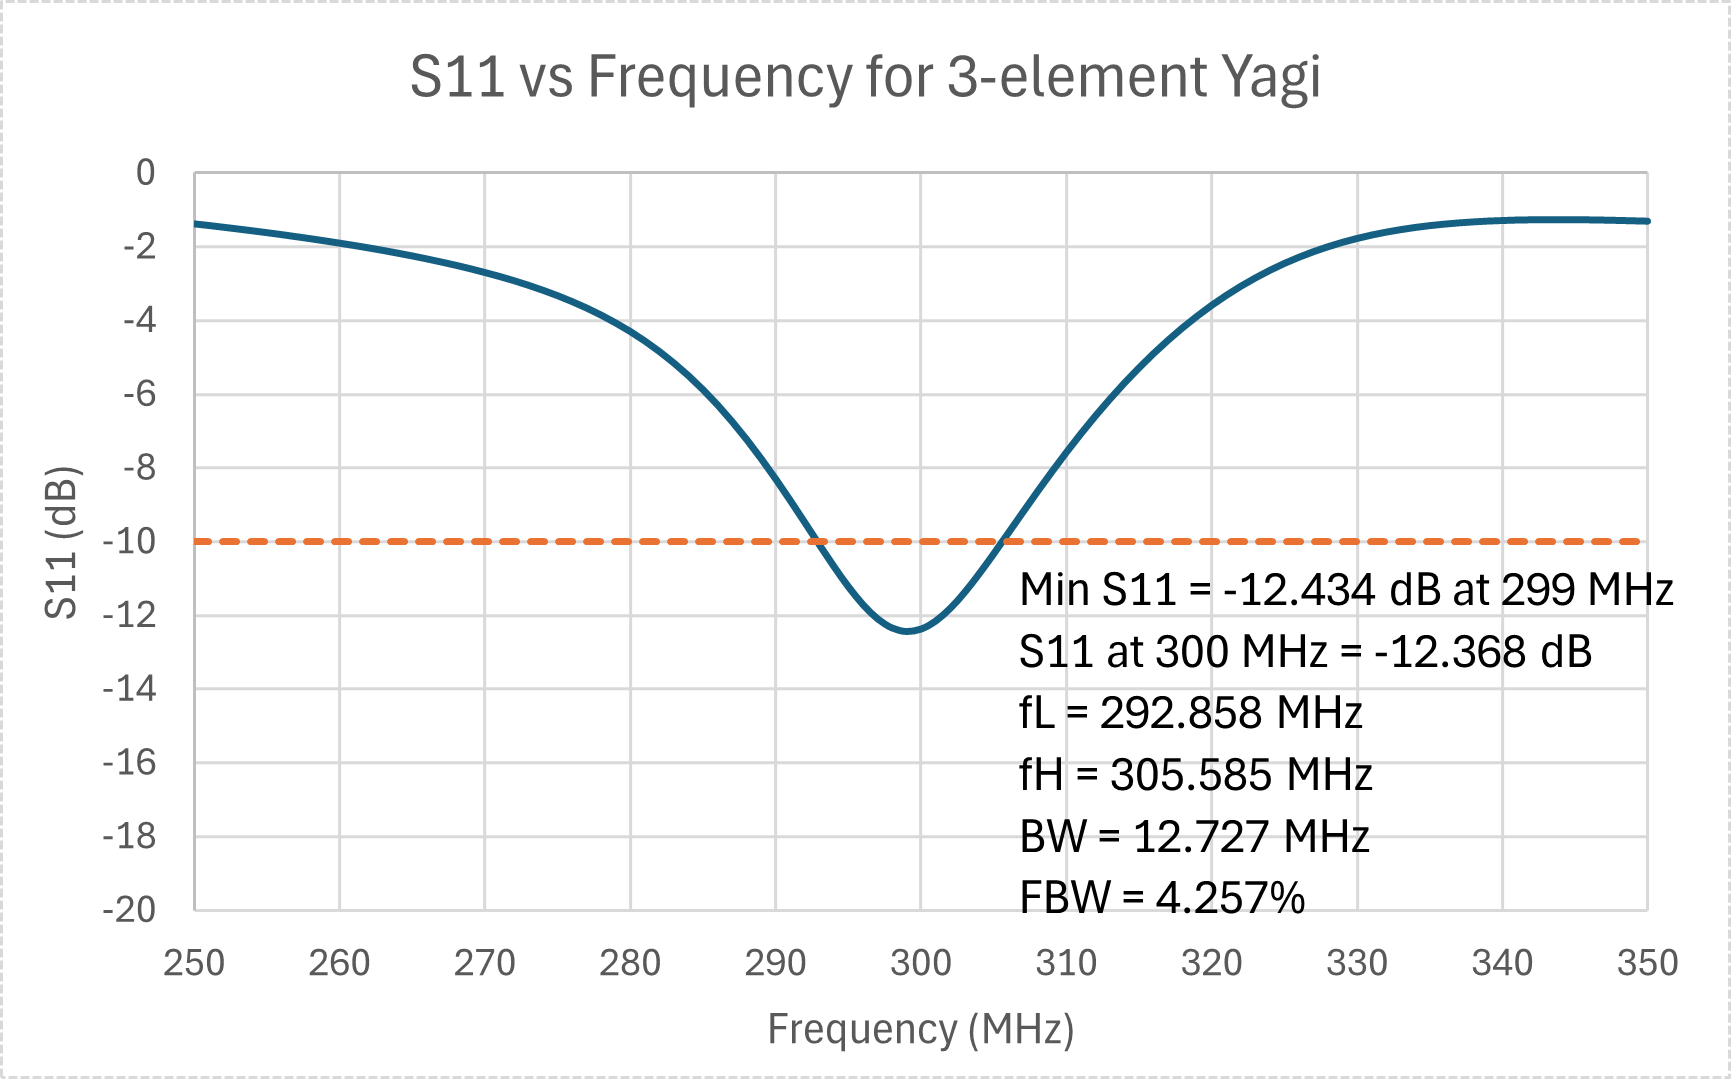 S11 vs Frequency for 3-element Yagi
0
-2
-4
-6
-8
-10
-12
-14
-16
-18
-20
S11 (dB)
Min S11 = -12.434 dB at 299 MHz
S11 at 300 MHz = -12.368 dB
fL = 292.858 MHz
fH = 305.585 MHz
BW = 12.727 MHz
FBW = 4.257%
250 260 270 280 290 300 310 320 330 340 350
Frequency (MHz)